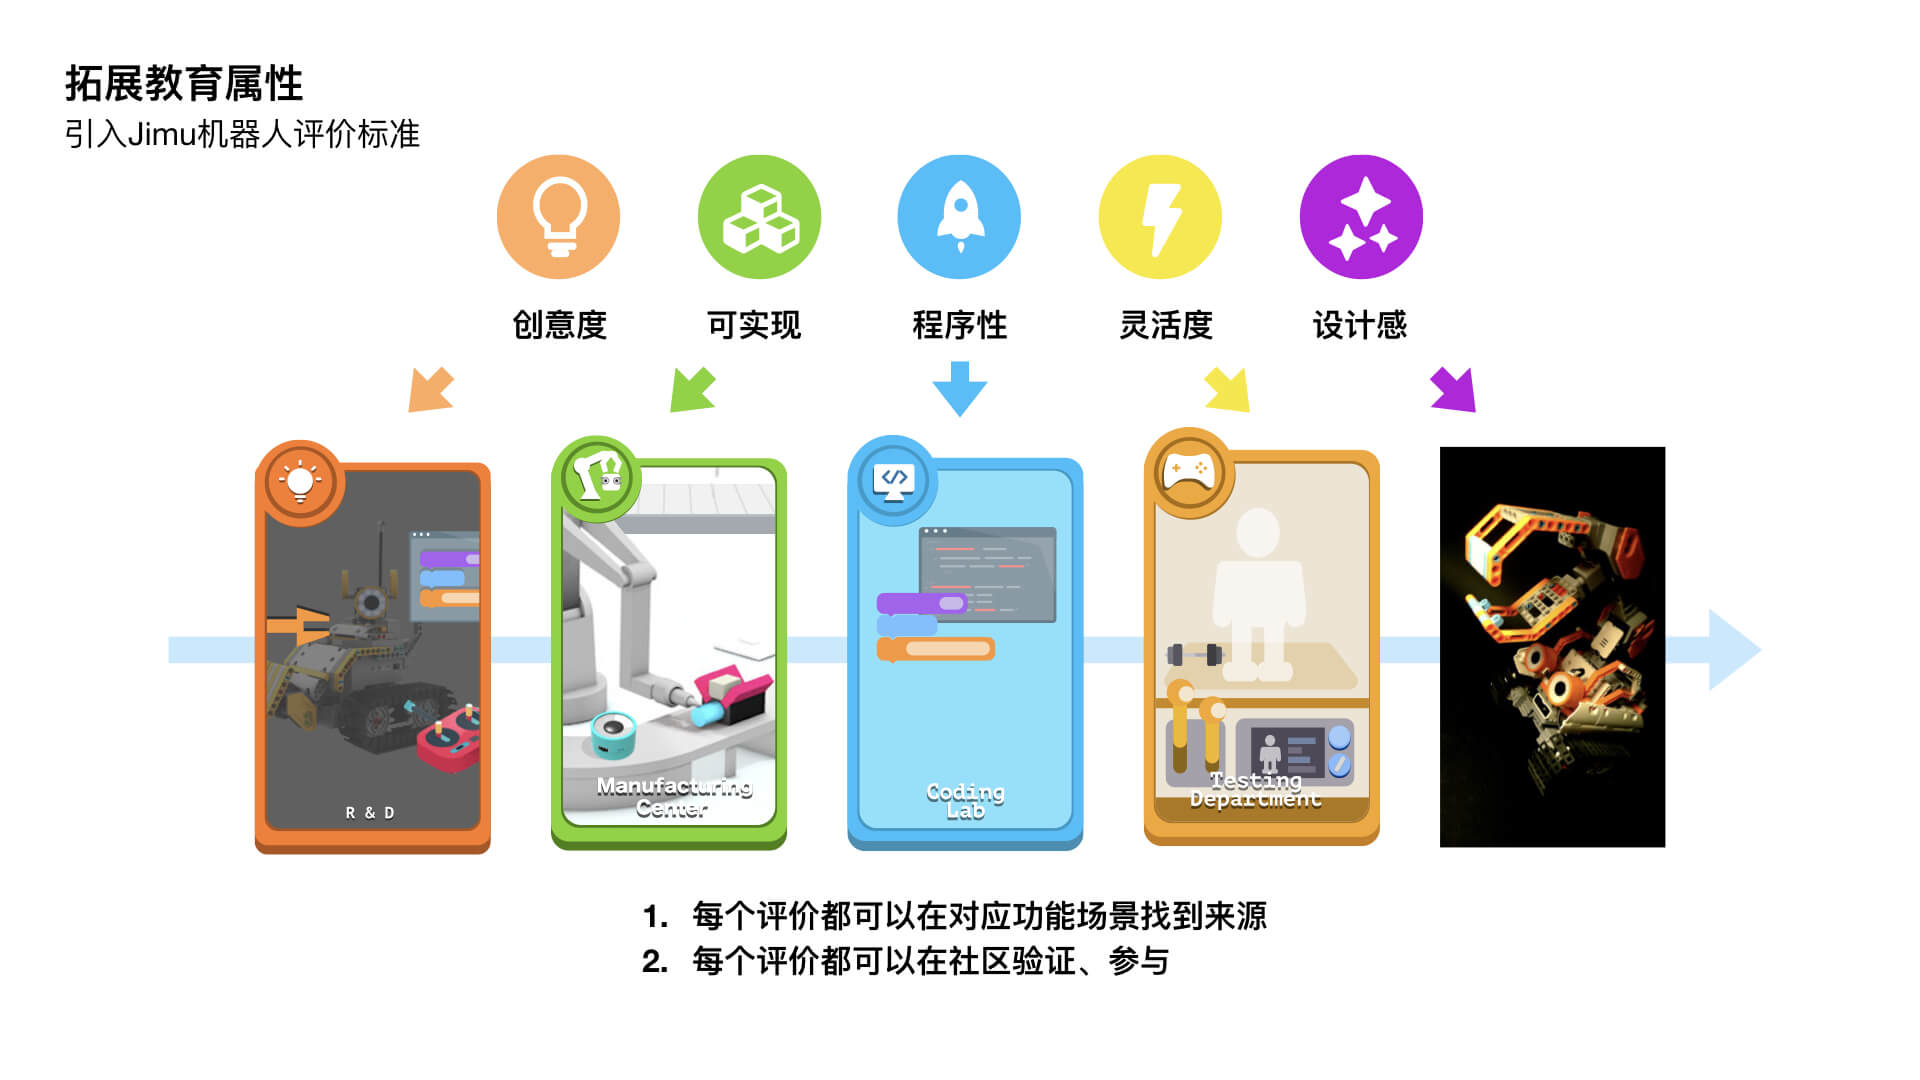 拓展教育属性
引入Jimu机器人评价标准
创意度
可实现
程序性
灵活度
设计感
R & D
Manufacturing
Center
Coding
Lab
Testing
Department
1. 每个评价都可以在对应功能场景找到来源
2. 每个评价都可以在社区验证、参与